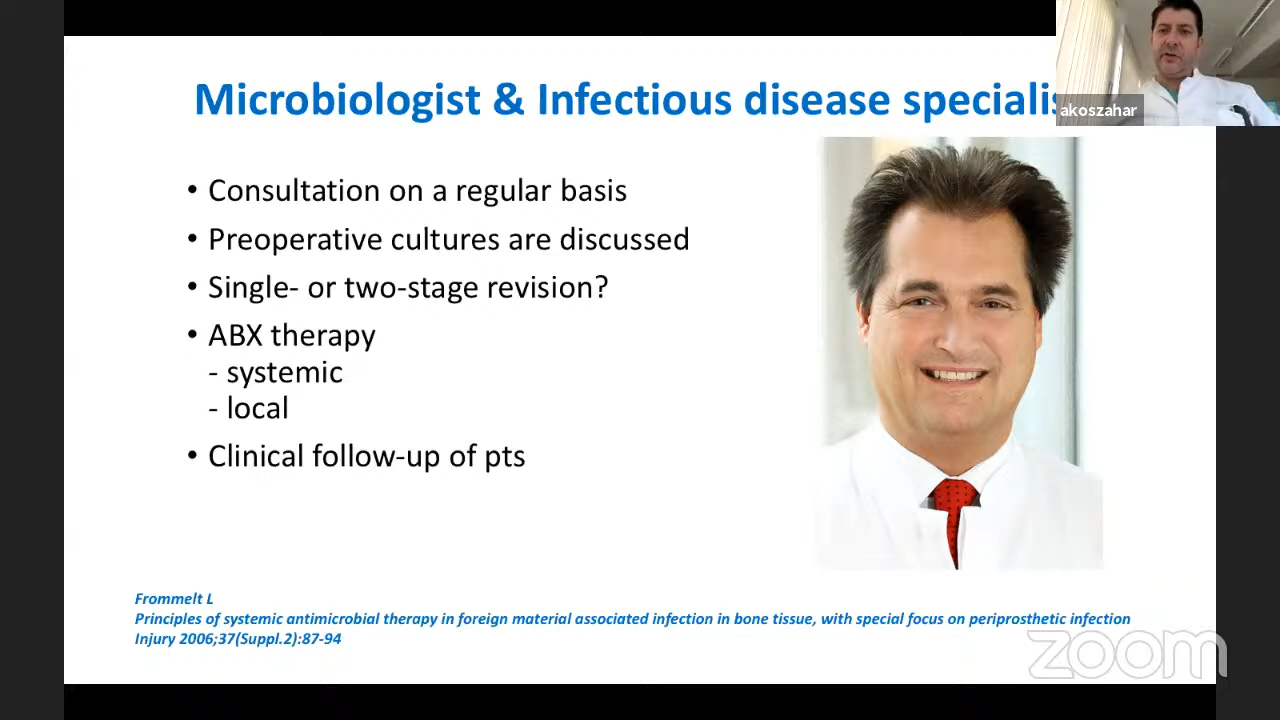 Microbiologist & Infectious disease specialis
akoszahar
• Consultation on a regular basis
• Preoperative cultures are discussed
• Single- or two-stage revision?
• ABX therapy
- systemic
- local
• Clinical follow-up of pts
Frommelt L
Principles of systemic antimicrobial therapy in foreign material associated infection in bone tissue, with special focus on periprosthetic infection
Injury 2006;37(Suppl.2):87-94
zoom